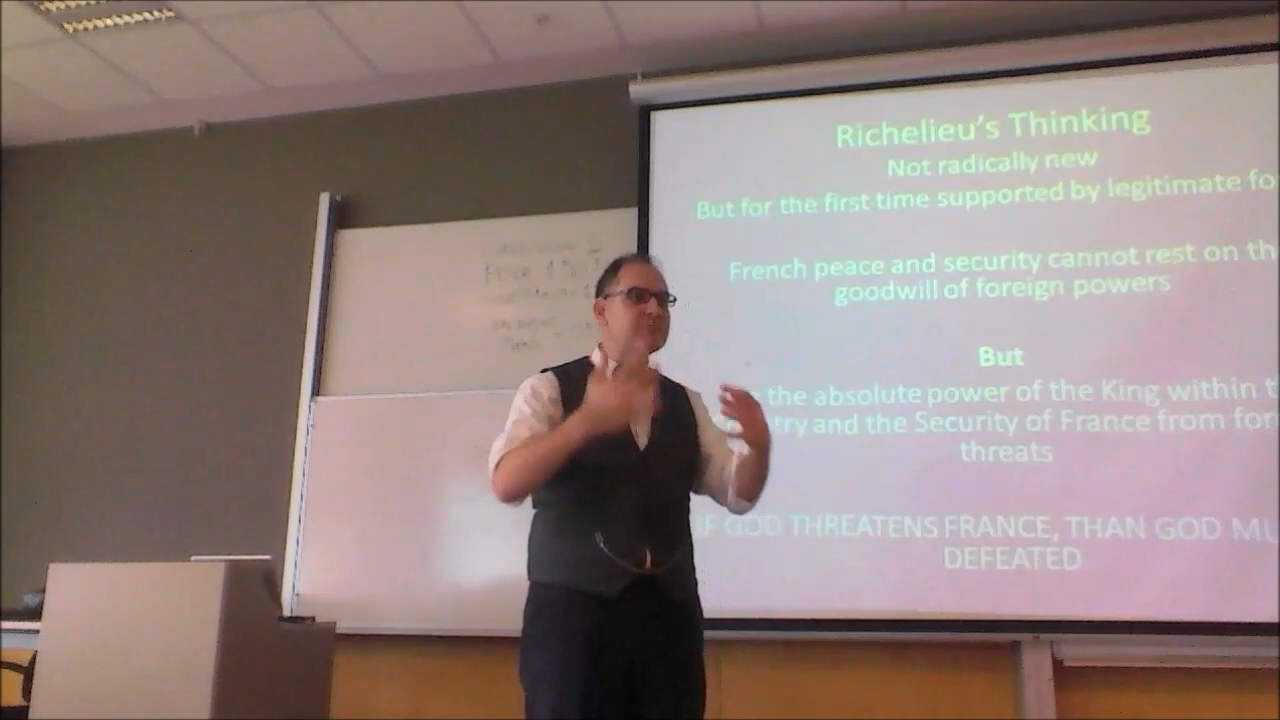 Richelieu's Thinking
Not radically new
But for the first time supported by legitimate fo
French peace and security cannot rest on th
goodwill of foreign powers
But
the absolute power of the King within t
try and the Security of France from for
threats
IF GOD THREATENS FRANCE, THAN GOD MU
DEFEATED